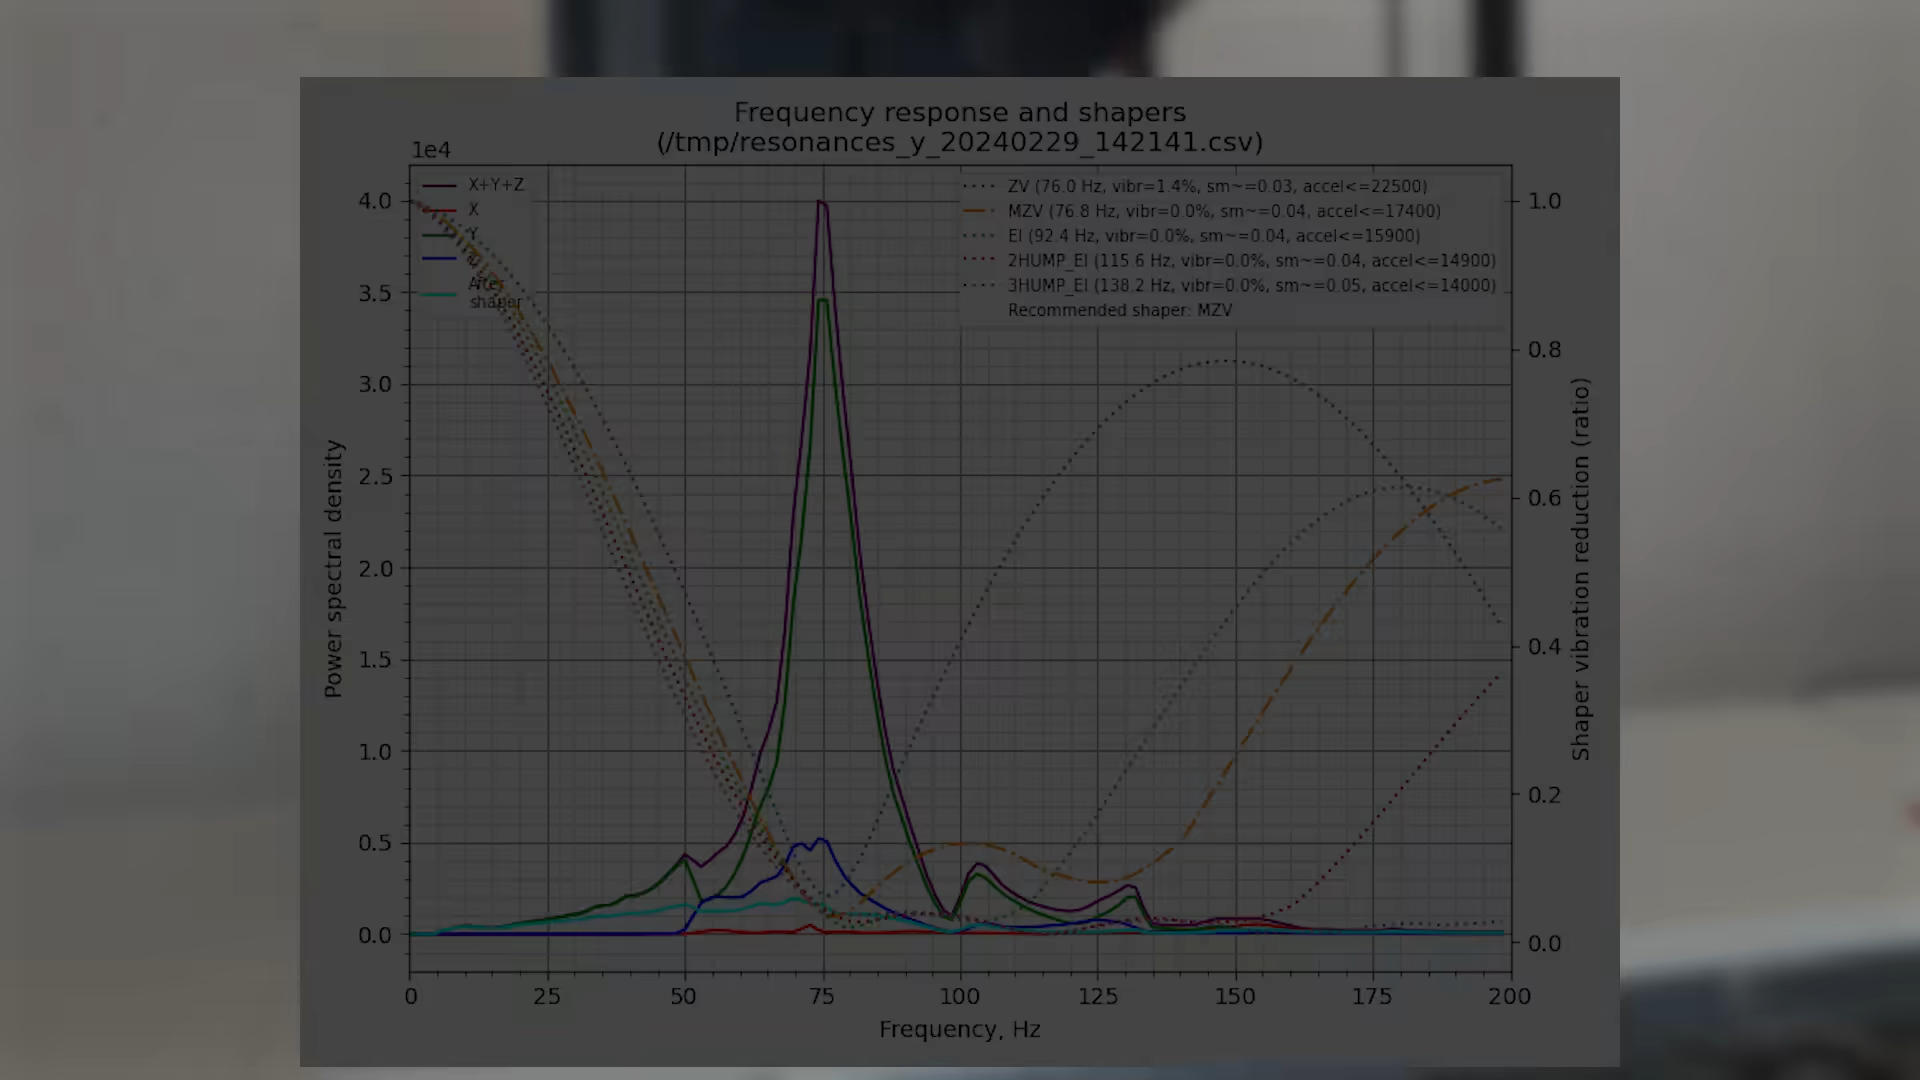 Frequency response and shapers
(/tmp/resonances_y_20240229_142141.csv)
1e4
X+Y+Z
X
Y
Z
After
shaper
ZV (76.0 Hz, vibr=1.4%, sm~=0.03, accel<=22500)
MZV (76.8 Hz, vibr=0.0%, sm~=0.04, accel<=17400)
EI (92.4 Hz, vibr=0.0%, sm~=0.04, accel<=15900)
2HUMP_EI (115.6 Hz, vibr=0.0%, sm~=0.04, accel<=14900)
3HUMP_EI (138.2 Hz, vibr=0.0%, sm~=0.05, accel<=14000)
Recommended shaper: MZV
4.0
3.5
3.0
2.5
2.0
1.5
1.0
0.5
0.0
Power spectral density
1.0
0.8
0.6
0.4
0.2
0.0
Shaper vibration reduction (ratio)
0
25
50
75
100
125
150
175
200
Frequency, Hz